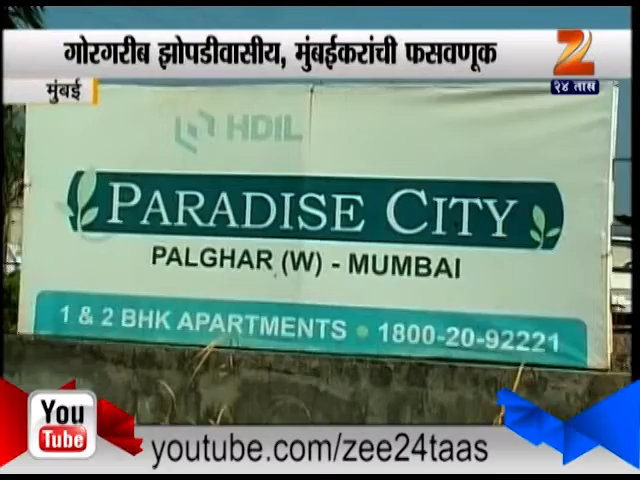 गोरगरीब झोपडीवासीय, मुंबईकरांची फसवणूक
२४ तास
मुंबई
HDIL
PARADISE CITY
PALGHAR (W) - MUMBAI
1 & 2 BHK APARTMENTS • 1800-20-92221
You
Tube
youtube.com/zee24taas